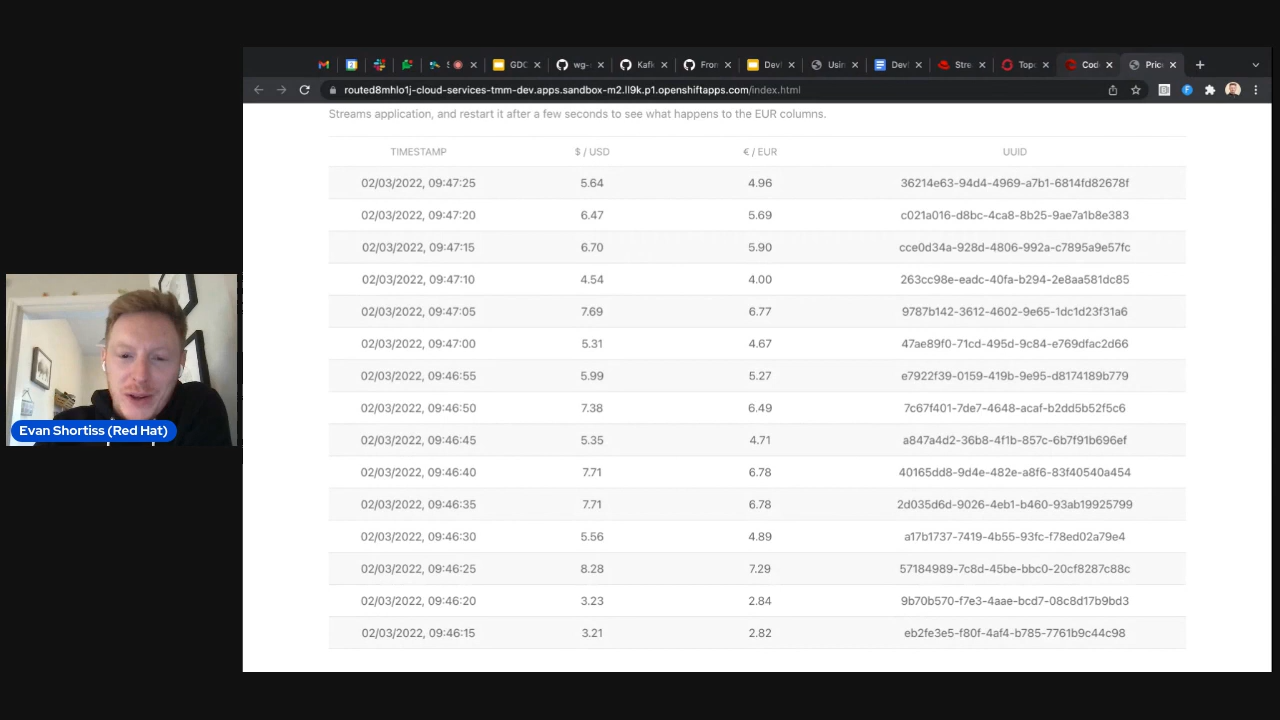 GDC
wg-
Kafk
Fron
Devl
Usin
Devl
Stre
Topo
Code
Pric
routed8mhlo1j-cloud-services-tmm-dev.apps.sandbox-m2.ll9k.p1.openshiftapps.com/index.html
Streams application, and restart it after a few seconds to see what happens to the EUR columns.
TIMESTAMP $ / USD € / EUR UUID
02/03/2022, 09:47:25 5.64 4.96 36214e63-94d4-4969-a7b1-6814fd82678f
02/03/2022, 09:47:20 6.47 5.69 c021a016-d8bc-4ca8-8b25-9ae7a1b8e383
02/03/2022, 09:47:15 6.70 5.90 cce0d34a-928d-4806-992a-c7895a9e57fc
02/03/2022, 09:47:10 4.54 4.00 263cc98e-eadc-40fa-b294-2e8aa581dc85
02/03/2022, 09:47:05 7.69 6.77 9787b142-3612-4602-9e65-1dc1d23f31a6
02/03/2022, 09:47:00 5.31 4.67 47ae89f0-71cd-495d-9c84-e769dfac2d66
02/03/2022, 09:46:55 5.99 5.27 e7922f39-0159-419b-9e95-d8174189b779
02/03/2022, 09:46:50 7.38 6.49 7c67f401-7de7-4648-acaf-b2dd5b52f5c6
02/03/2022, 09:46:45 5.35 4.71 a847a4d2-36b8-4f1b-857c-6b7f91b696ef
02/03/2022, 09:46:40 7.71 6.78 40165dd8-9d4e-482e-a8f6-83f40540a454
02/03/2022, 09:46:35 7.71 6.78 2d035d6d-9026-4eb1-b460-93ab19925799
02/03/2022, 09:46:30 5.56 4.89 a17b1737-7419-4b55-93fc-f78ed02a79e4
02/03/2022, 09:46:25 8.28 7.29 57184989-7c8d-45be-bbc0-20cf8287c88c
02/03/2022, 09:46:20 3.23 2.84 9b70b570-f7e3-4aae-bcd7-08c8d17b9bd3
02/03/2022, 09:46:15 3.21 2.82 eb2fe3e5-f80f-4af4-b785-7761b9c44c98
Evan Shortiss (Red Hat)